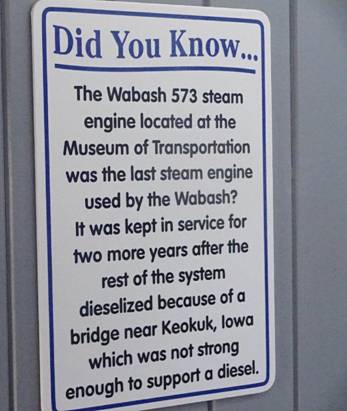 Did You Know...
The Wabash 573 steam
engine located at the
Museum of Transportation
was the last steam engine
used by the Wabash?
It was kept in service for
two more years after the
rest of the system
dieselized because of a
bridge near Keokuk, Iowa
which was not strong
enough to support a diesel.